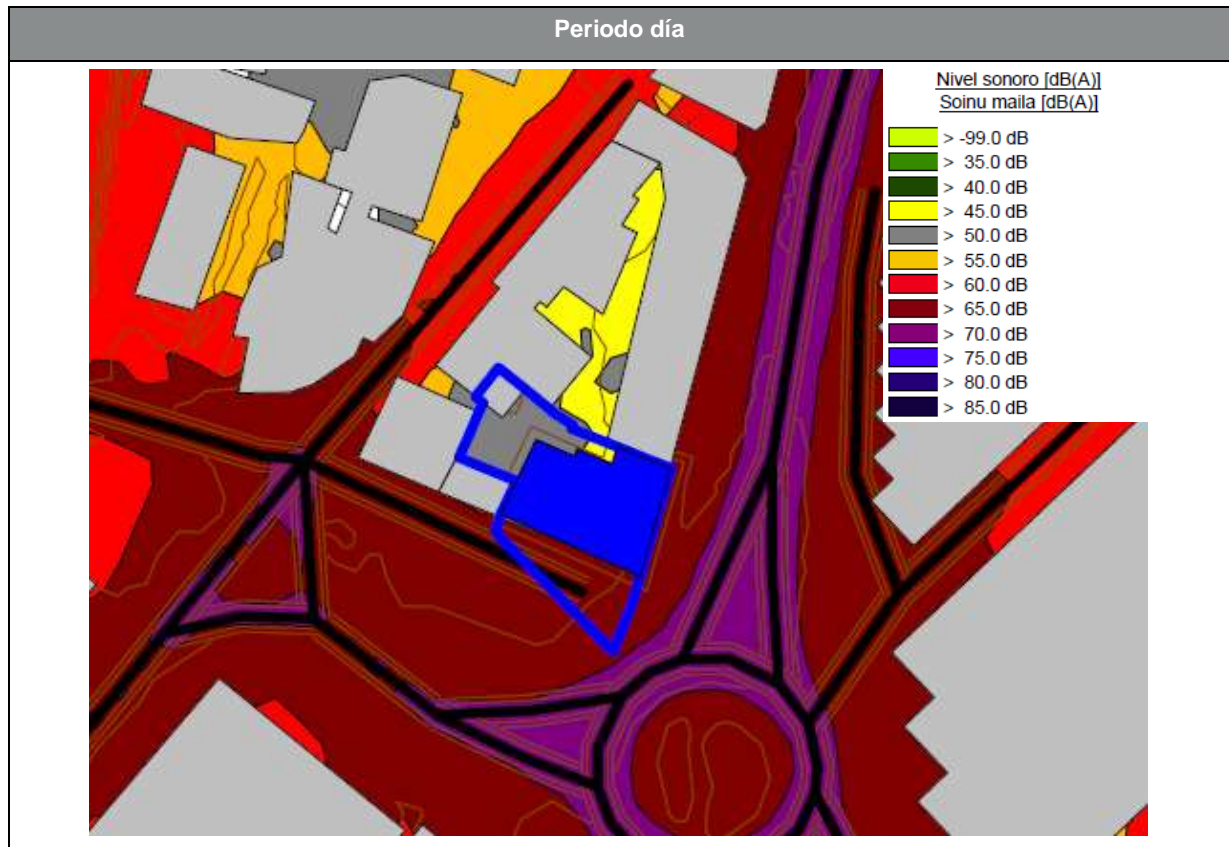 Periodo día
Nivel sonoro [dB(A)]
Soinu maila [dB(A)]
> -99.0 dB
> 35.0 dB
> 40.0 dB
> 45.0 dB
> 50.0 dB
> 55.0 dB
> 60.0 dB
> 65.0 dB
> 70.0 dB
> 75.0 dB
> 80.0 dB
> 85.0 dB